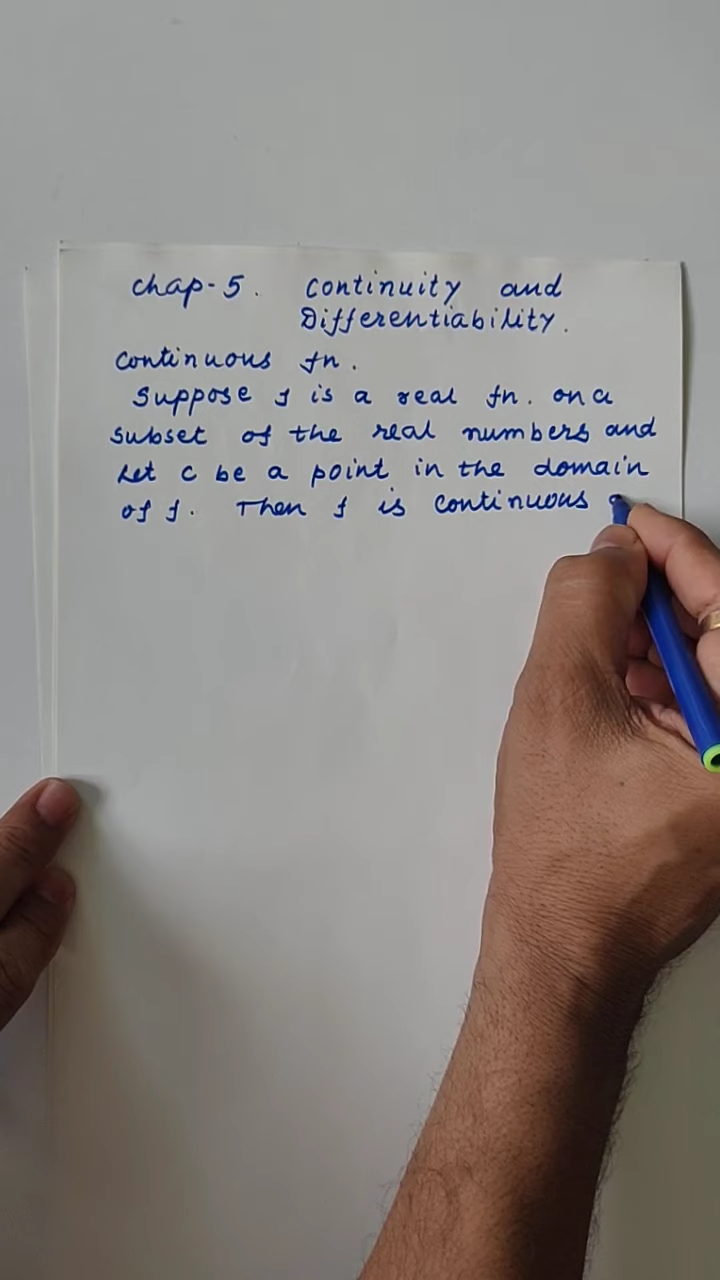 Chap-5. Continuity and
Differentiability.
Continuous fn.
Suppose f is a real fn. on a
subset of the real numbers and
let c be a point in the domain
of f. Then f is continuous